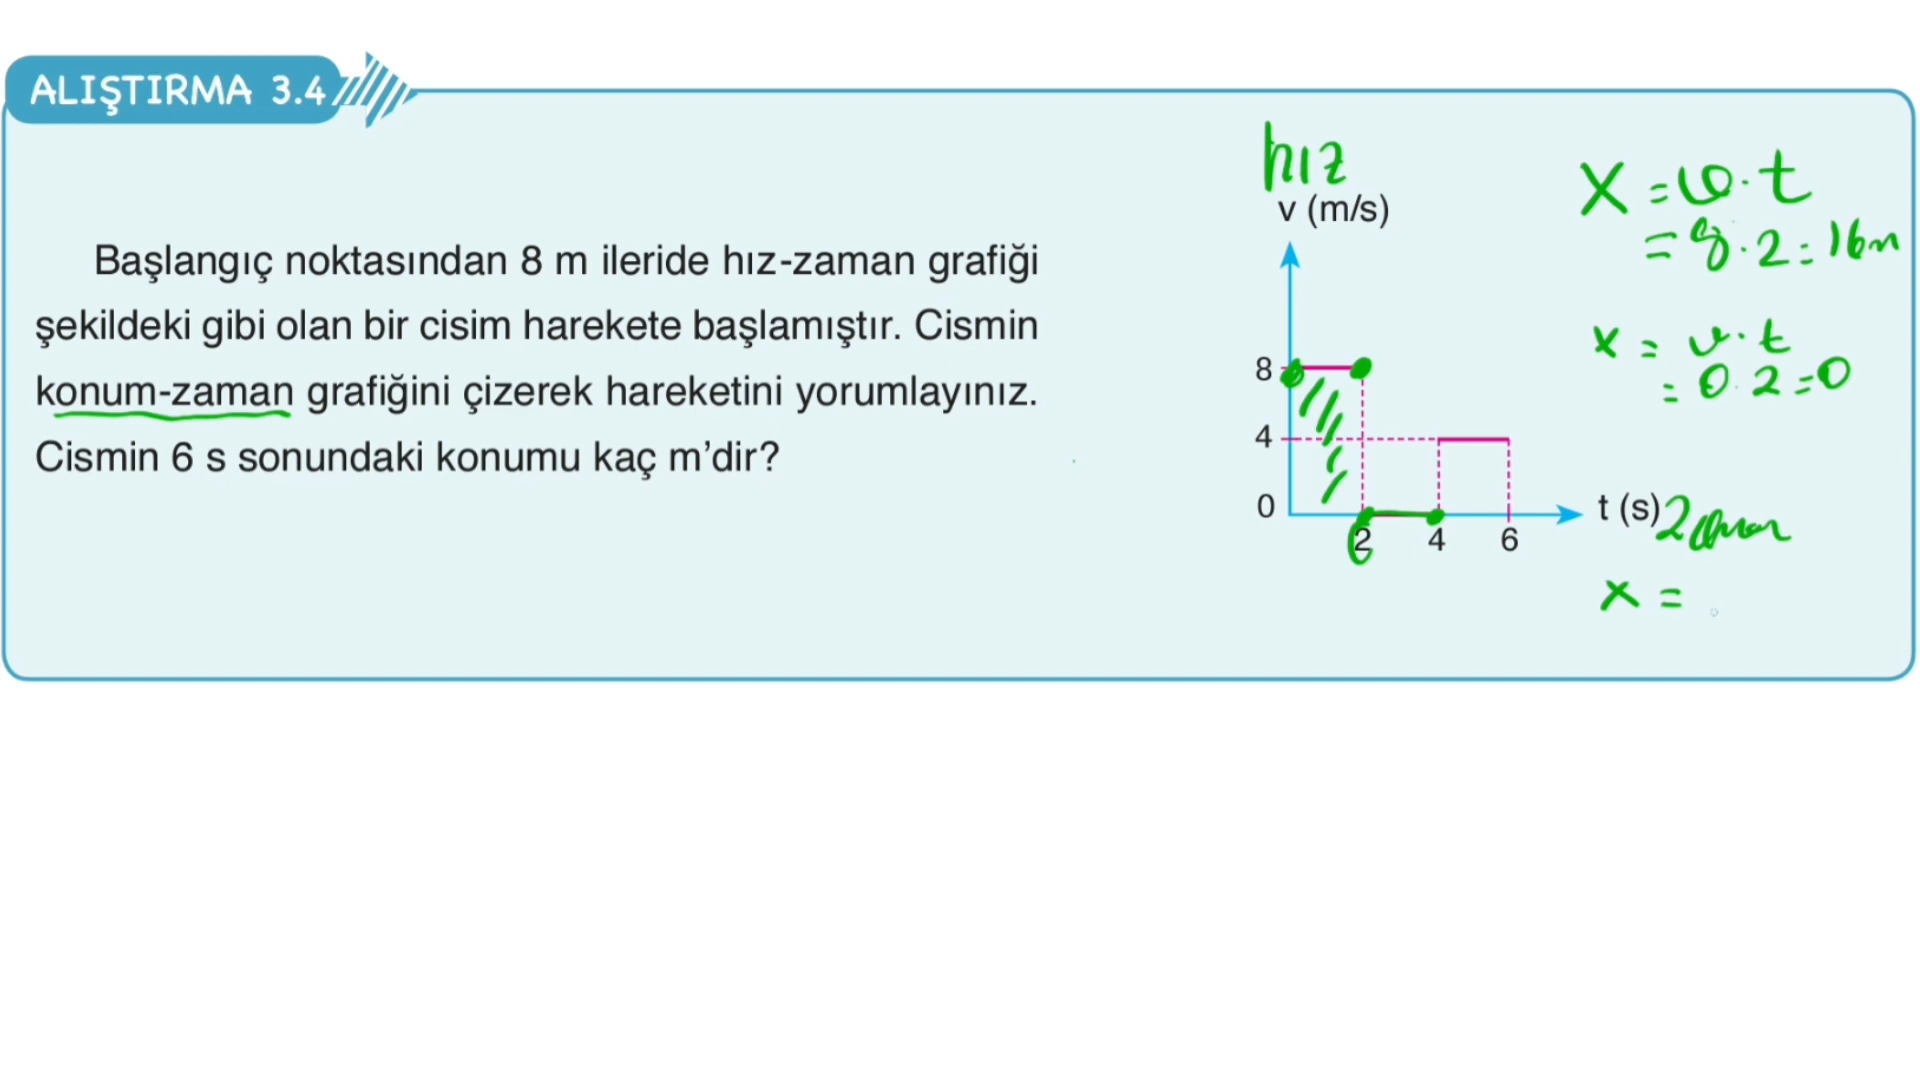 ALIŞTIRMA 3.4
Başlangıç noktasından 8 m ileride hız-zaman grafiği
şekildeki gibi olan bir cisim harekete başlamıştır. Cismin
konum-zaman grafiğini çizerek hareketini yorumlayınız.
Cismin 6 s sonundaki konumu kaç m’dir?
hız
v (m/s)
8
4
0
2 4 6
t (s)
X = v.t
= 8.2 = 16m
x = v.t
= 0.2 = 0
x =